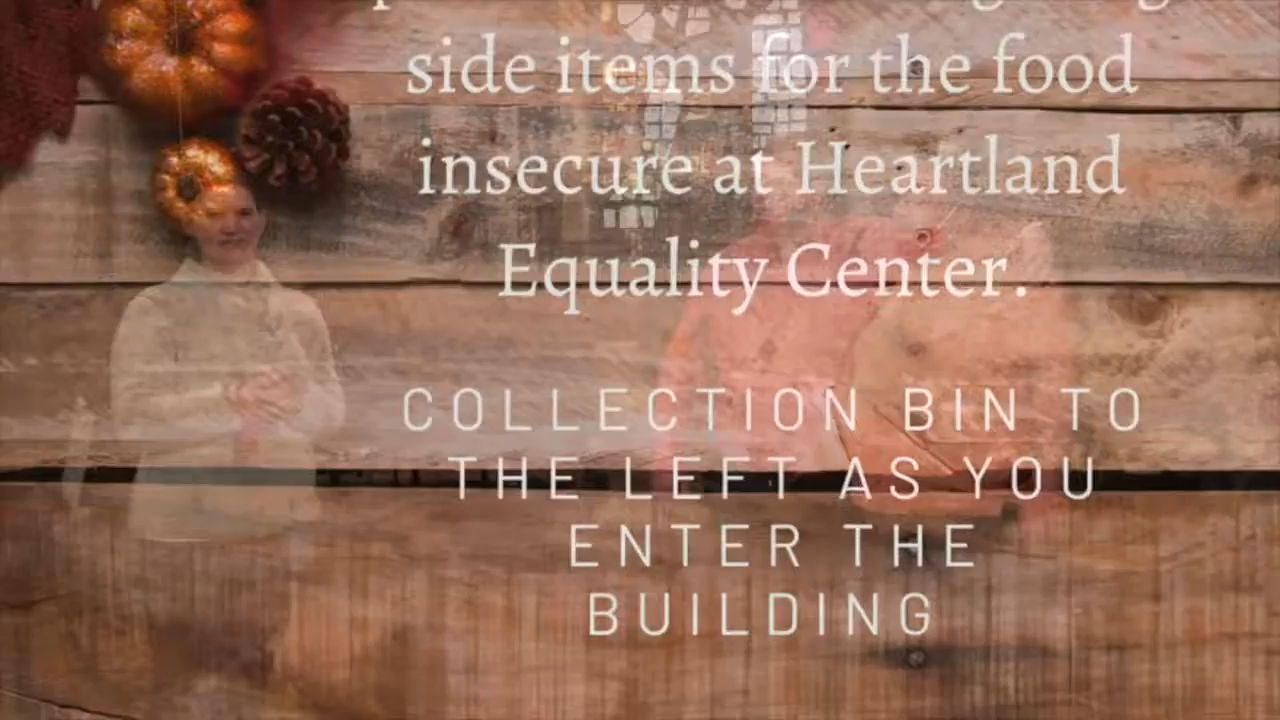 side items for the food
insecure at Heartland
Equality Center.
COLLECTION BIN TO
THE LEFT AS YOU
ENTER THE
BUILDING